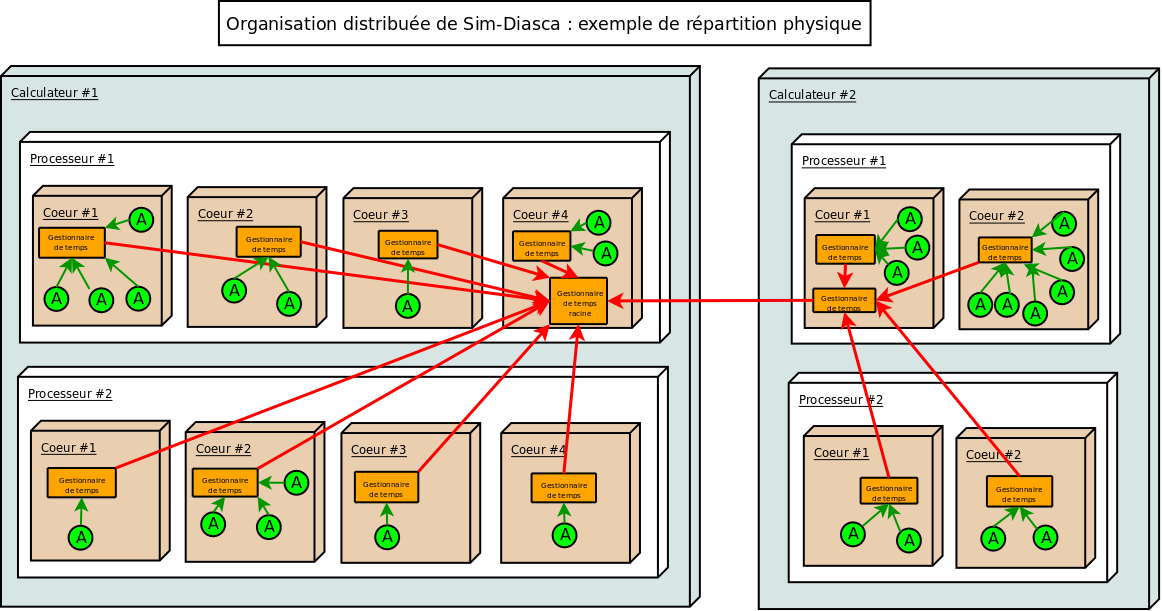 Organisation distribuée de Sim-Diasca : exemple de répartition physique
Calculateur #1
Processeur #1
Coeur #1
A
Gestionnaire
de temps
A
A
A
Coeur #2
Gestionnaire
de temps
A
A
Coeur #3
Gestionnaire
de temps
A
Coeur #4
A
Gestionnaire
de temps
A
Gestionnaire
de temps
racine
Processeur #2
Coeur #1
Gestionnaire
de temps
A
Coeur #2
Gestionnaire
de temps
A
A
A
Coeur #3
Gestionnaire
de temps
A
Coeur #4
Gestionnaire
de temps
A
Calculateur #2
Processeur #1
Coeur #1
A
Gestionnaire
de temps
A
A
Gestionnaire
de temps
Coeur #2
A
Gestionnaire
de temps
A
A
A
A
A
Processeur #2
Coeur #1
Gestionnaire
de temps
A
A
Coeur #2
Gestionnaire
de temps
A
A